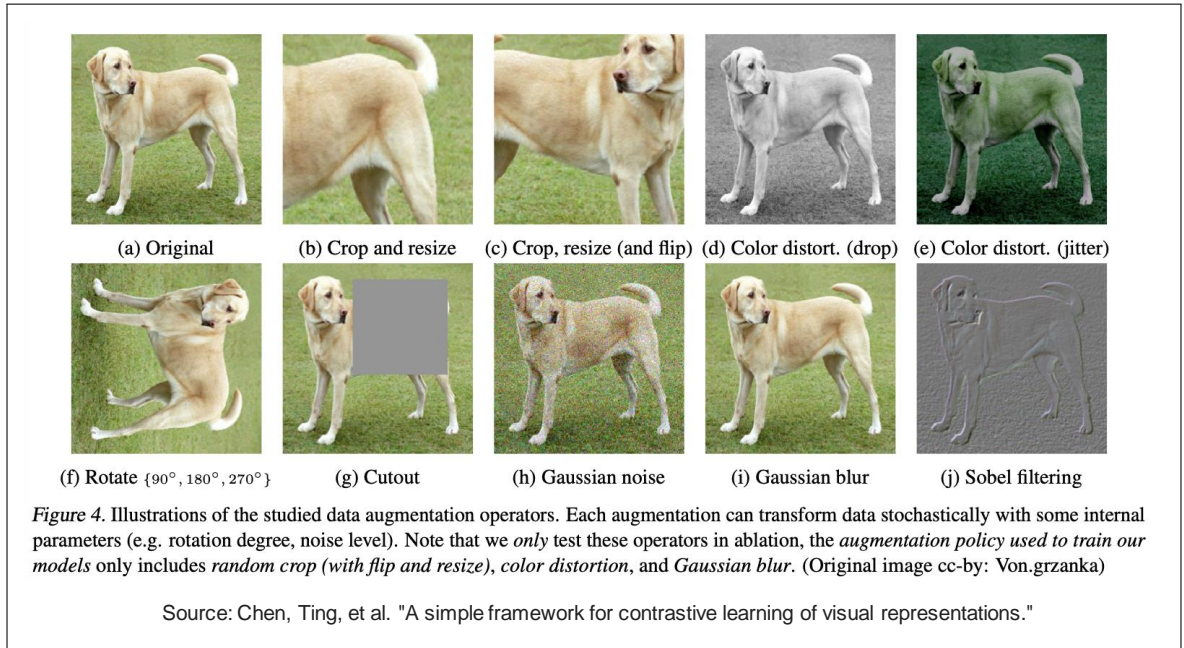 (a) Original (b) Crop and resize (c) Crop, resize (and flip) (d) Color distort. (drop) (e) Color distort. (jitter)
(f) Rotate {90°, 180°, 270°} (g) Cutout (h) Gaussian noise (i) Gaussian blur (j) Sobel filtering
Figure 4. Illustrations of the studied data augmentation operators. Each augmentation can transform data stochastically with some internal
parameters (e.g. rotation degree, noise level). Note that we only test these operators in ablation, the augmentation policy used to train our
models only includes random crop (with flip and resize), color distortion, and Gaussian blur. (Original image cc-by: Von.grzanka)
Source: Chen, Ting, et al. "A simple framework for contrastive learning of visual representations."